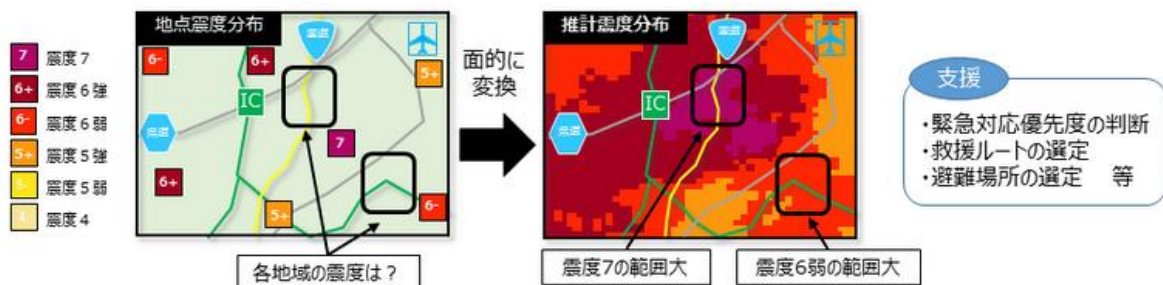 7 震度7
6+ 震度6強
6- 震度6弱
5+ 震度5強
5- 震度5弱
4 震度4
地点震度分布
国道
6-
6+
5+
IC
県道
7
6+
5+
6-
各地域の震度は?
面的に
変換
推計震度分布
国道
IC
県道
震度7の範囲大
震度6弱の範囲大
支援
・緊急対応優先度の判断
・救援ルートの選定
・避難場所の選定 等